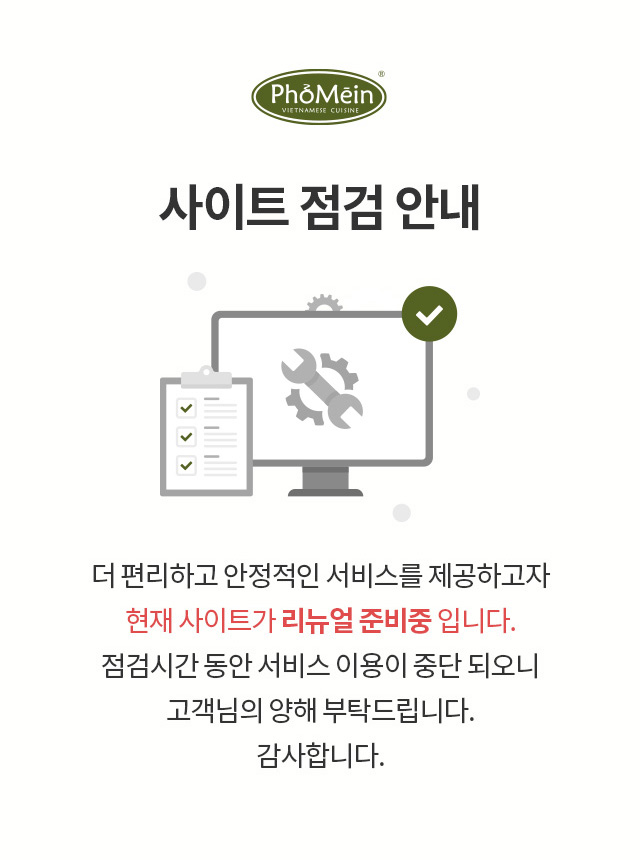 PhỏMēin®
VIETNAMESE CUISINE
사이트 점검 안내
더 편리하고 안정적인 서비스를 제공하고자
현재 사이트가 리뉴얼 준비중 입니다.
점검시간 동안 서비스 이용이 중단 되오니
고객님의 양해 부탁드립니다.
감사합니다.